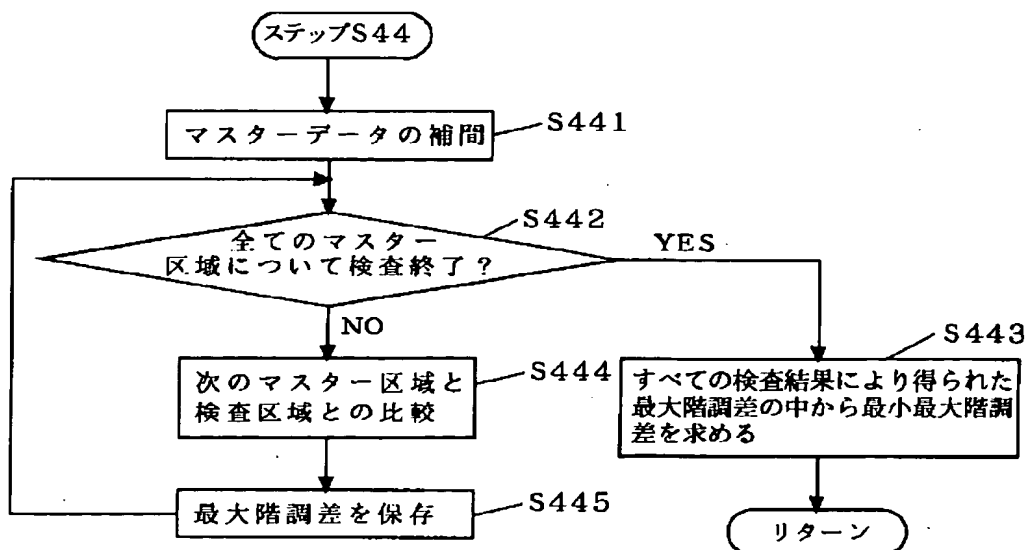 ステップS44
マスターデータの補間
S441
全てのマスター
区域について検査終了？
S442
YES
NO
次のマスター区域と
検査区域との比較
S444
すべての検査結果により得られた
最大階調差の中から最小最大階調
差を求める
S443
最大階調差を保存
S445
リターン